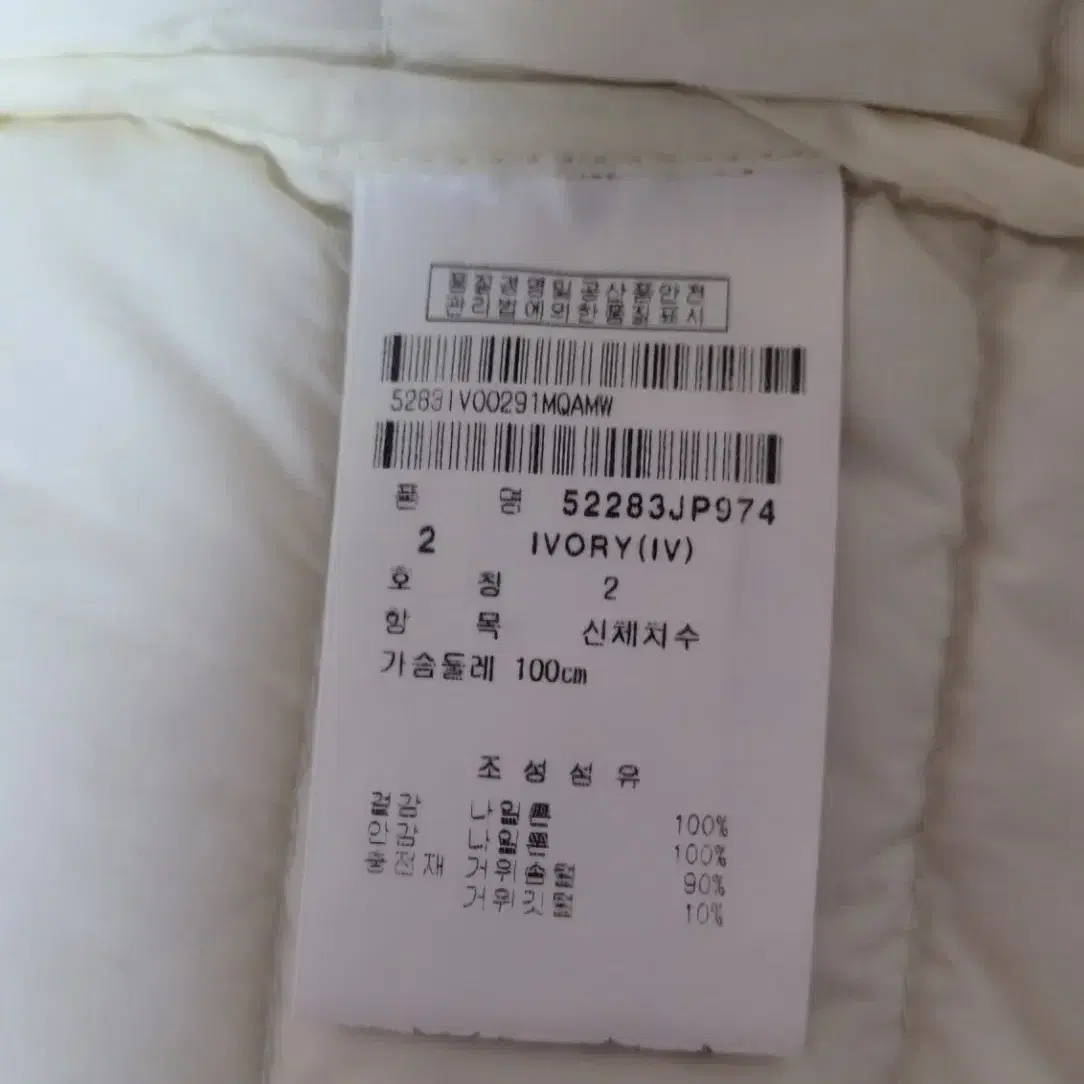 품질경영및공산품안전
관리법에의한품질표시
5283IV00291MQAMW
품 명 52283JP974
2 IVORY(IV)
호 칭 2
항 목 신체치수
가슴둘레 100cm
조성섬유
겉감 나일론 100%
안감 나일론 100%
충전재 거위솜털 90%
거위깃털 10%